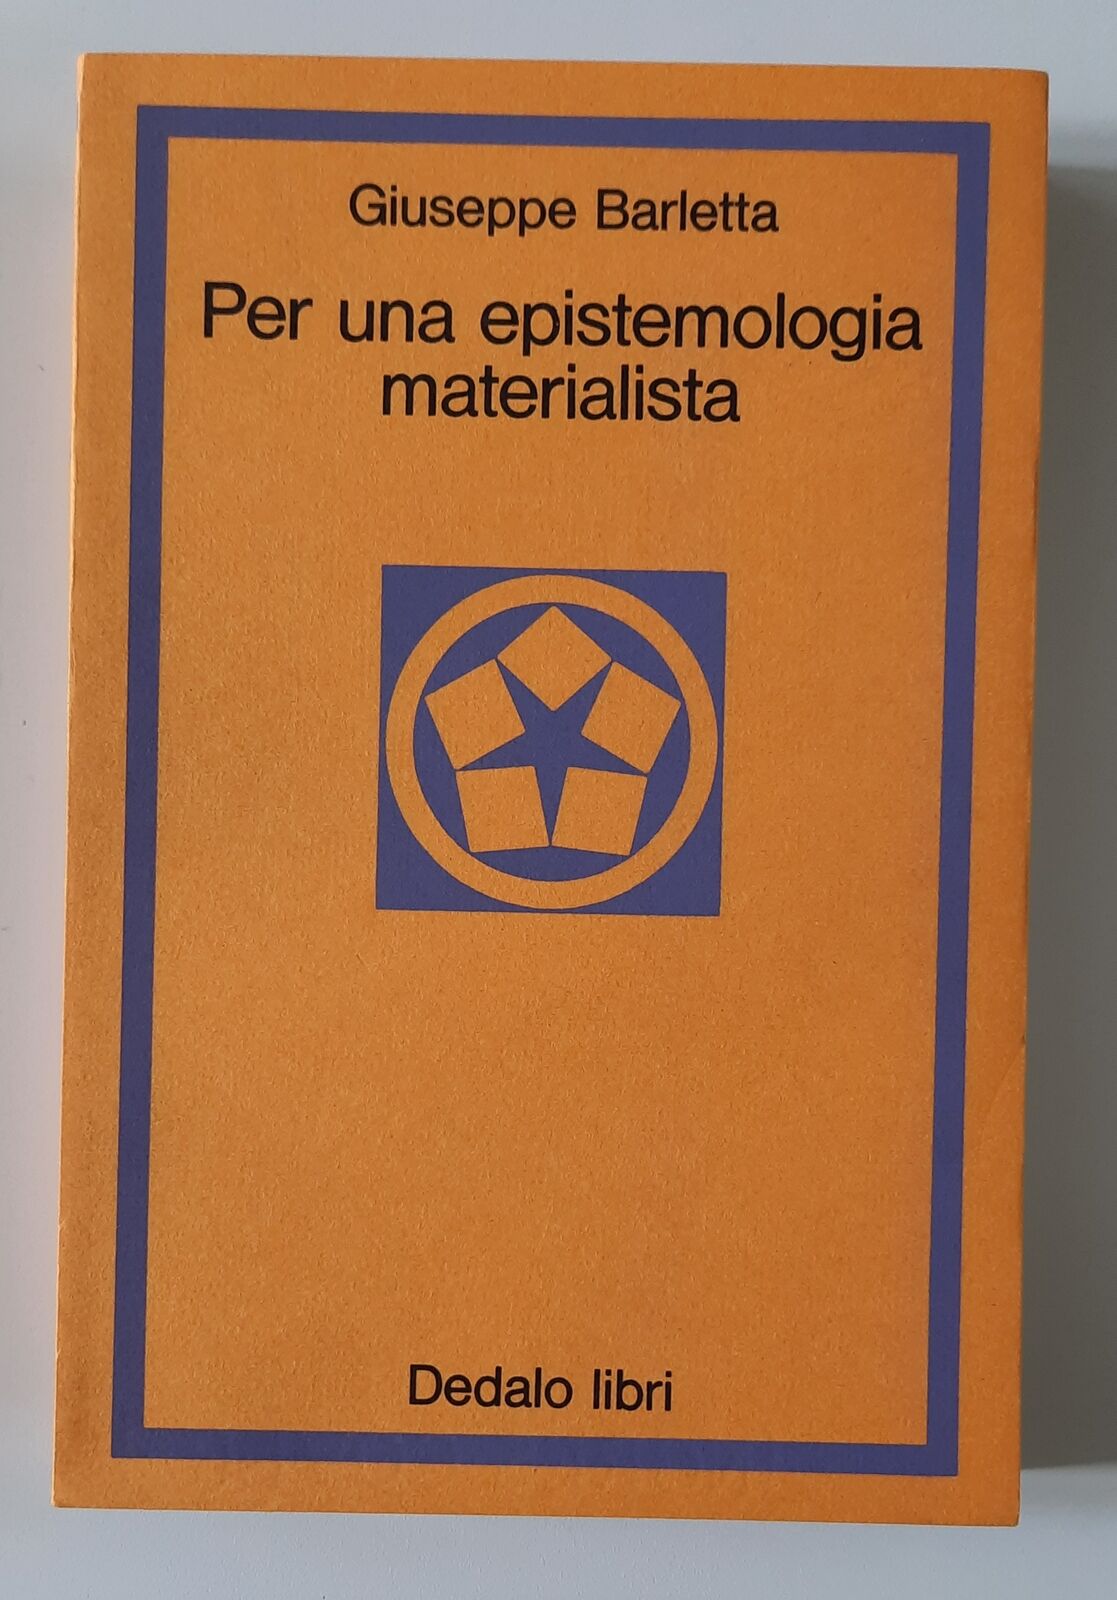 Giuseppe Barletta
Per una epistemologia
materialista
Dedalo libri